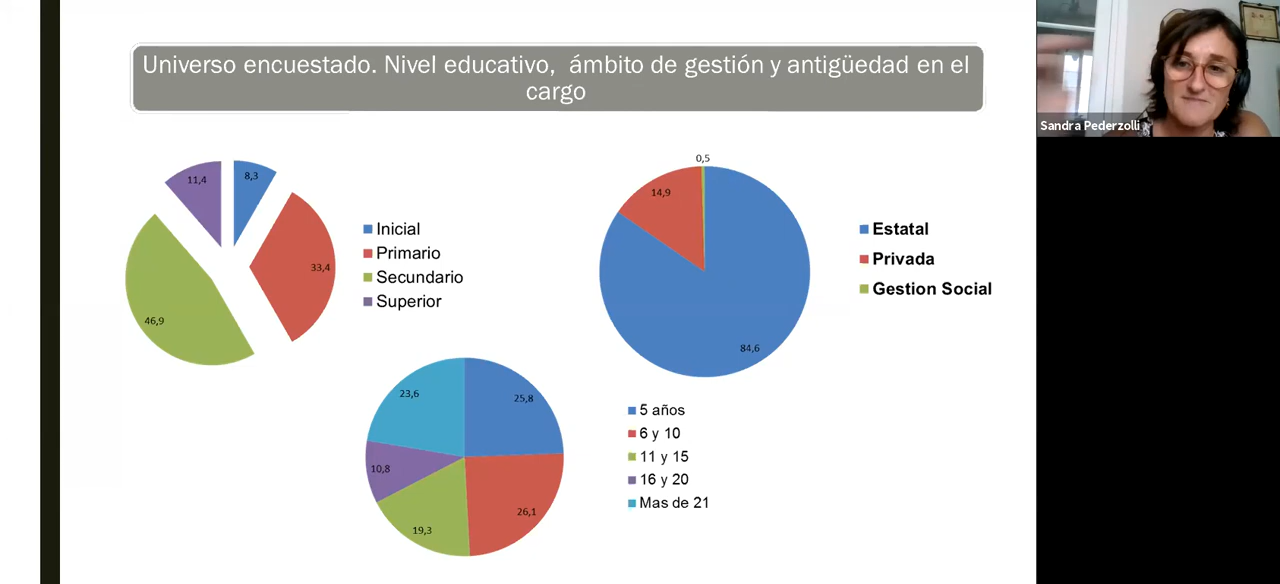 Universo encuestado. Nivel educativo, ámbito de gestión y antigüedad en el
cargo
Sandra Pederzolli
11,4
8,3
33,4
46,9
Inicial
Primario
Secundario
Superior
0,5
14,9
84,6
Estatal
Privada
Gestion Social
23,6
25,8
10,8
19,3
26,1
5 años
6 y 10
11 y 15
16 y 20
Mas de 21